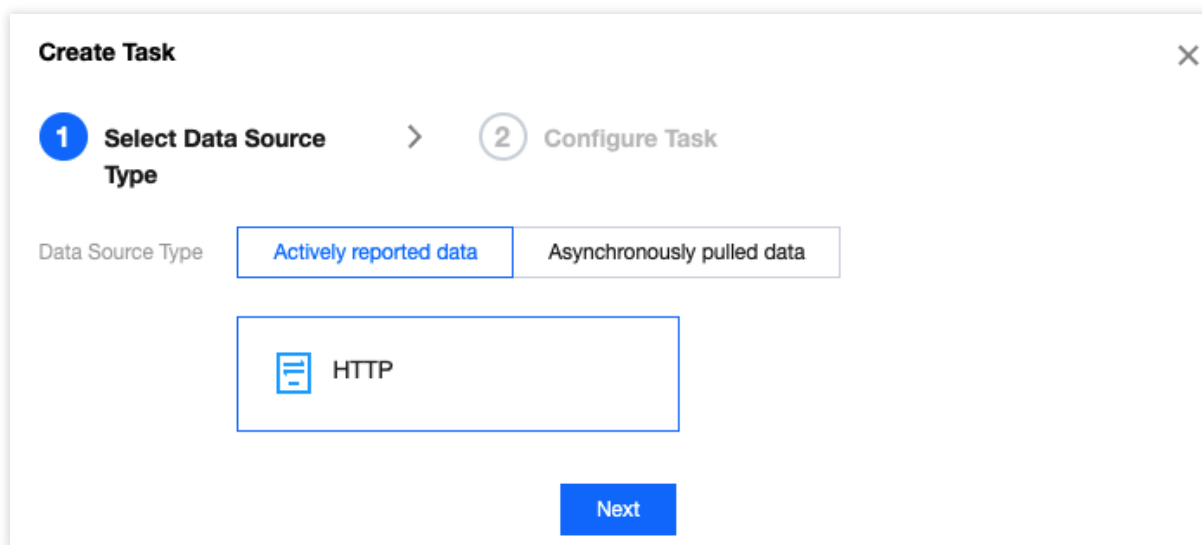 Create Task
1 Select Data Source Type > 2 Configure Task
Data Source Type Actively reported data Asynchronously pulled data
HTTP
Next